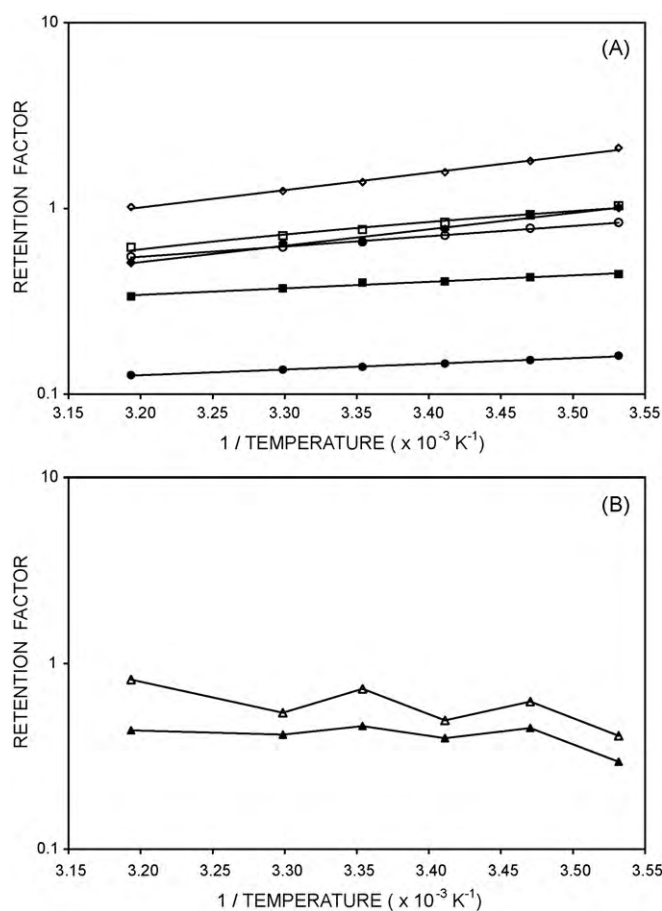 10
(A)
RETENTION FACTOR
1
0.1
3.15 3.20 3.25 3.30 3.35 3.40 3.45 3.50 3.55
1 / TEMPERATURE ( x 10⁻³ K⁻¹)
10
(B)
RETENTION FACTOR
1
0.1
3.15 3.20 3.25 3.30 3.35 3.40 3.45 3.50 3.55
1 / TEMPERATURE ( x 10⁻³ K⁻¹)